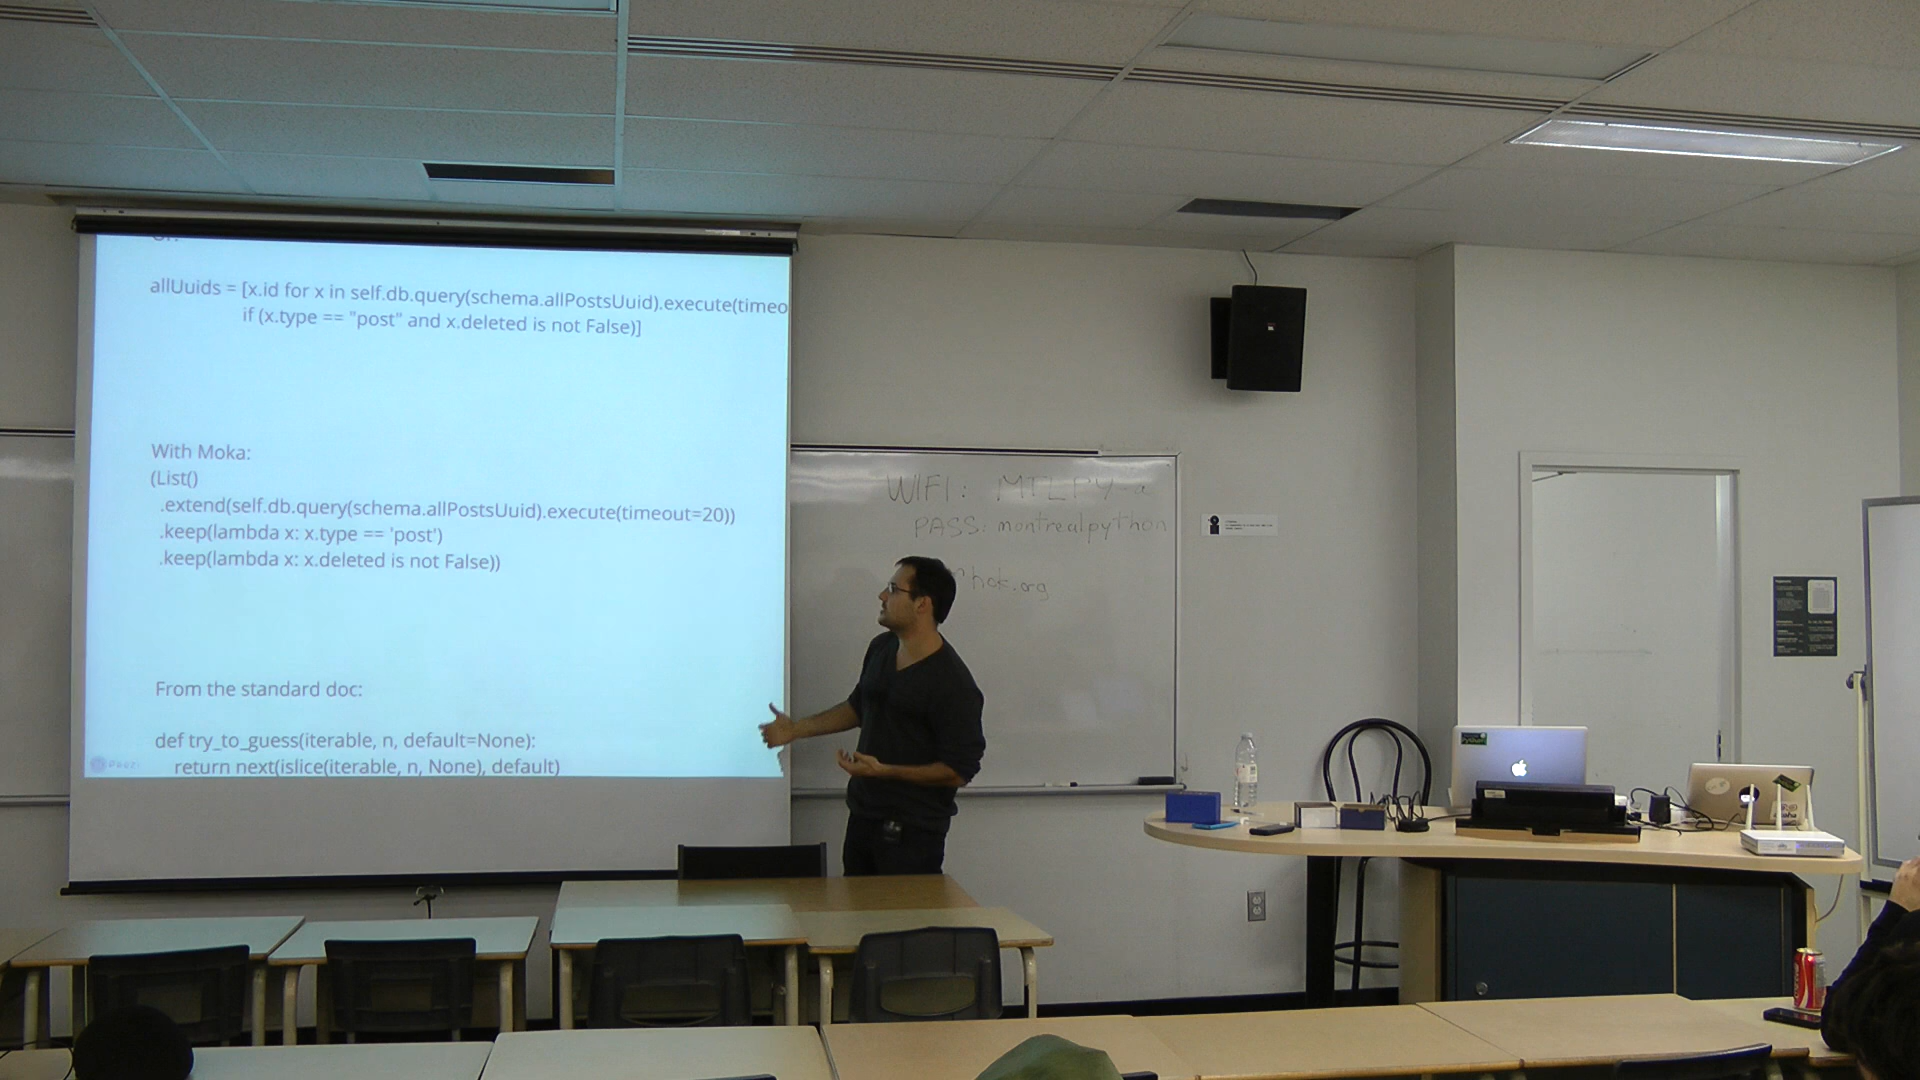 Or:
allUuids = [x.id for x in self.db.query(schema.allPostsUuid).execute(timeo
if (x.type == "post" and x.deleted is not False)]
With Moka:
(List()
.extend(self.db.query(schema.allPostsUuid).execute(timeout=20))
.keep(lambda x: x.type == 'post')
.keep(lambda x: x.deleted is not False))
From the standard doc:
def try_to_guess(iterable, n, default=None):
return next(islice(iterable, n, None), default)
Prezi
WIFI: MTLPY-a
PASS: montrealpython